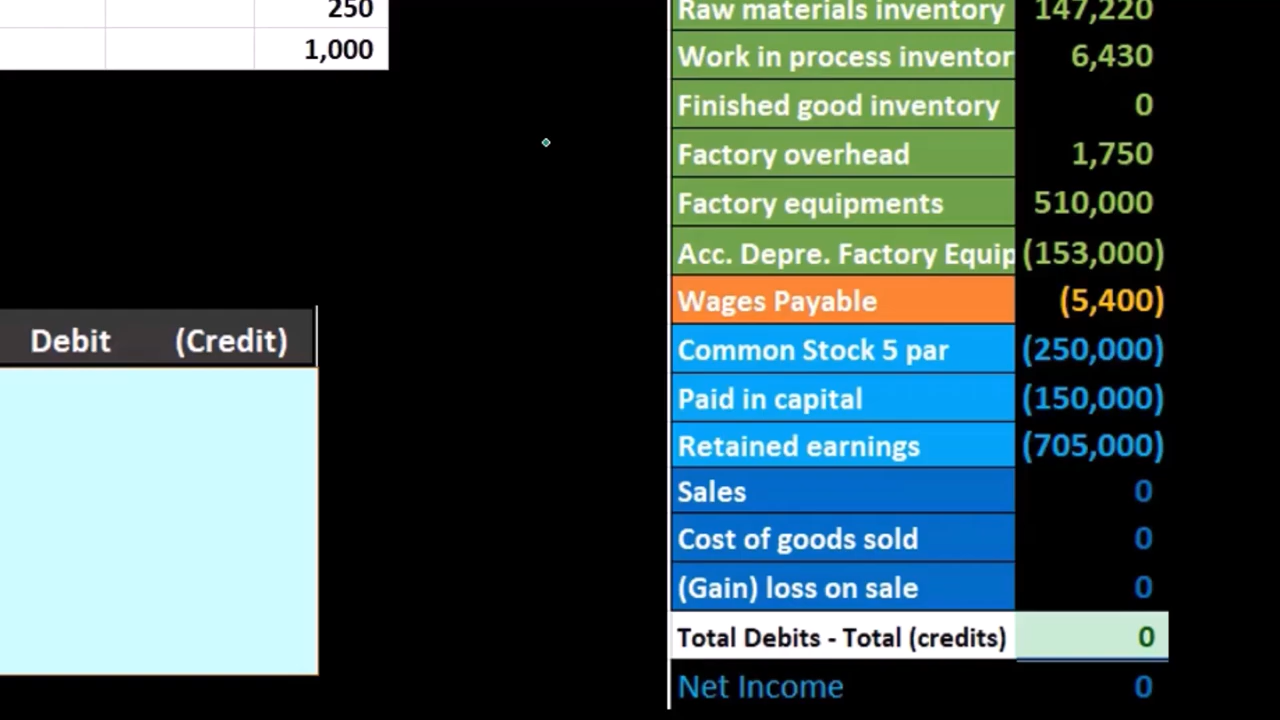 250
1,000
Debit (Credit)
Raw materials inventory 147,220
Work in process inventor 6,430
Finished good inventory 0
Factory overhead 1,750
Factory equipments 510,000
Acc. Depre. Factory Equip (153,000)
Wages Payable (5,400)
Common Stock 5 par (250,000)
Paid in capital (150,000)
Retained earnings (705,000)
Sales 0
Cost of goods sold 0
(Gain) loss on sale 0
Total Debits - Total (credits) 0
Net Income 0